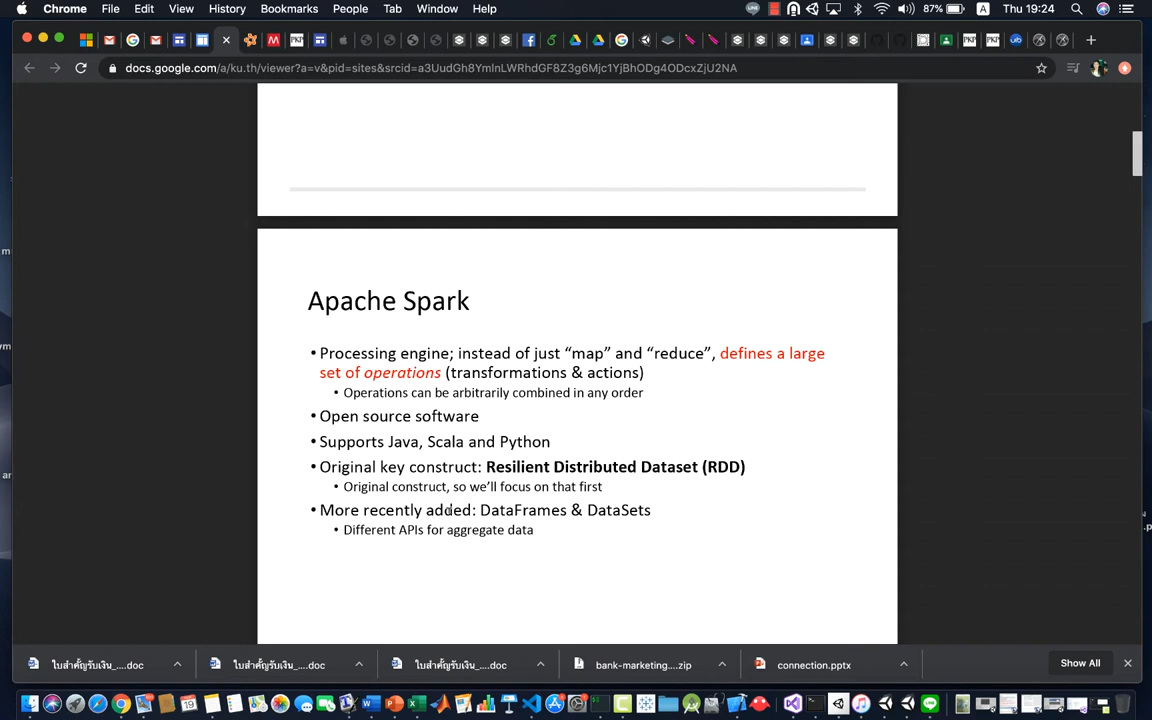 Chrome File Edit View History Bookmarks People Tab Window Help 87% A Thu 19:24
docs.google.com/a/ku.th/viewer?a=v&pid=sites&srcid=a3UudGh8YmlnLWRhdGF8Z3g6Mjc1YjBhODg4ODcxZjU2NA
Apache Spark
• Processing engine; instead of just “map” and “reduce”, defines a large
set of operations (transformations & actions)
• Operations can be arbitrarily combined in any order
• Open source software
• Supports Java, Scala and Python
• Original key construct: Resilient Distributed Dataset (RDD)
• Original construct, so we’ll focus on that first
• More recently added: DataFrames & DataSets
• Different APIs for aggregate data
ใบสำคัญรับเงิน_....doc ใบสำคัญรับเงิน_....doc ใบสำคัญรับเงิน_....doc bank-marketing....zip connection.pptx Show All